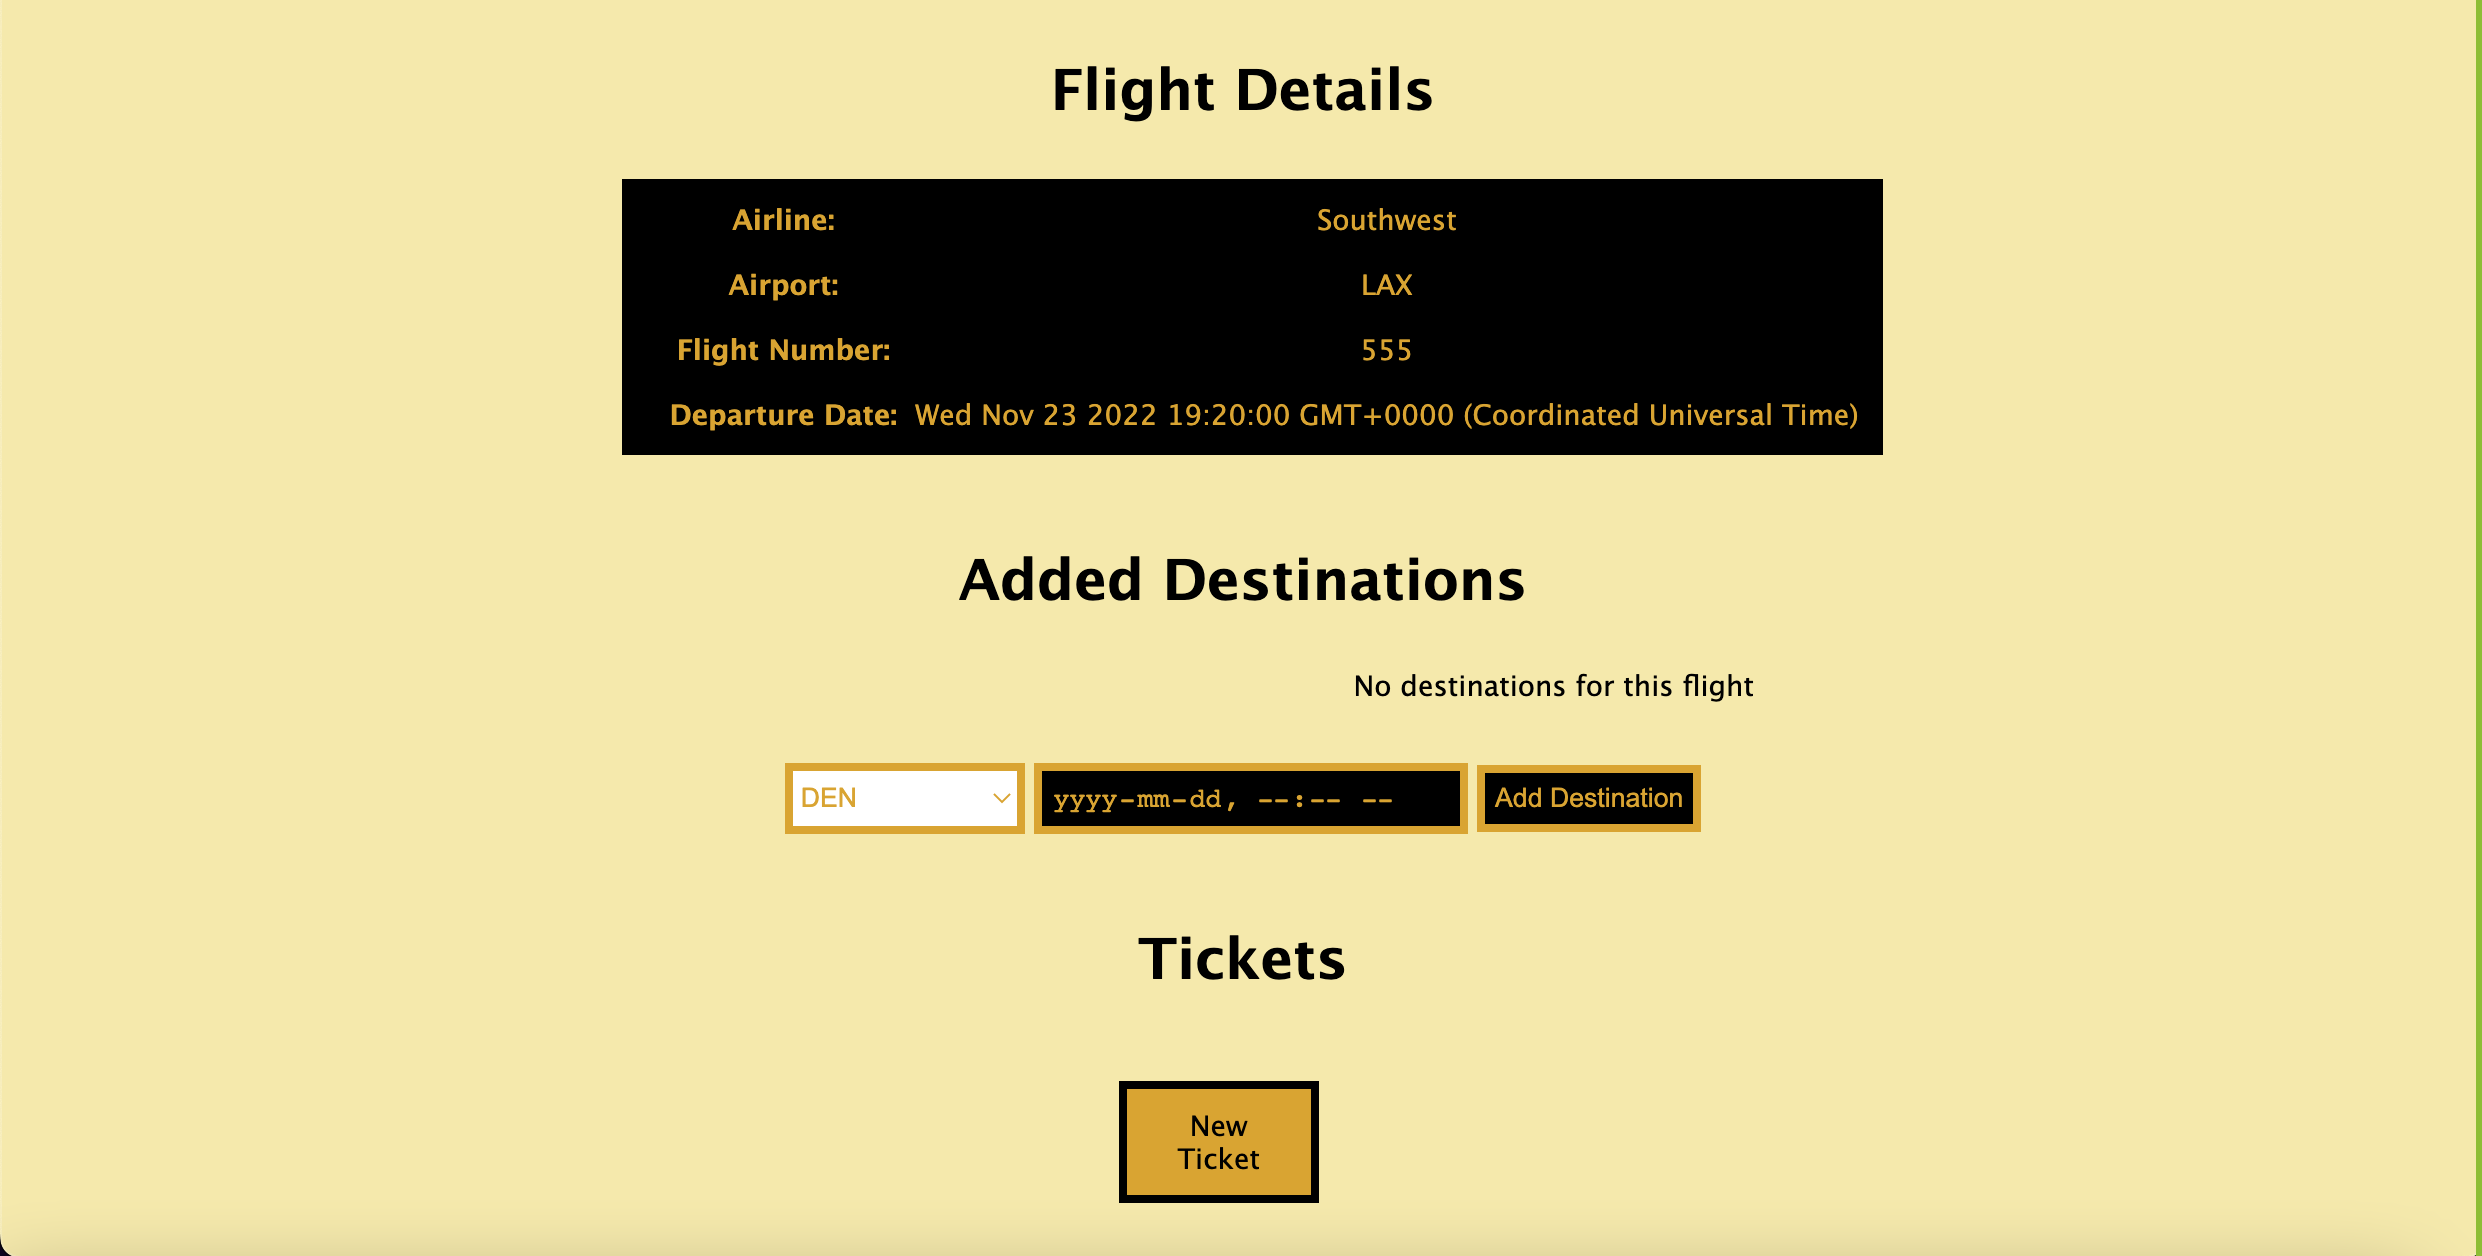 Flight Details
Airline: Southwest
Airport: LAX
Flight Number: 555
Departure Date: Wed Nov 23 2022 19:20:00 GMT+0000 (Coordinated Universal Time)
Added Destinations
No destinations for this flight
DEN yyyy-mm-dd, --:-- -- Add Destination
Tickets
New
Ticket